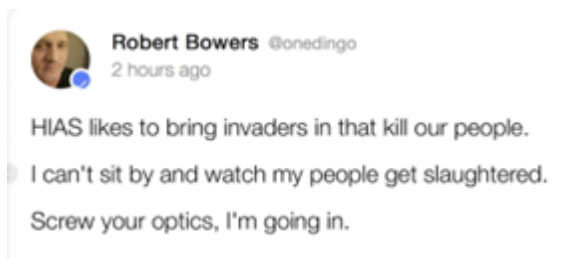 Robert Bowers @onedingo
2 hours ago
HIAS likes to bring invaders in that kill our people.
I can't sit by and watch my people get slaughtered.
Screw your optics, I'm going in.